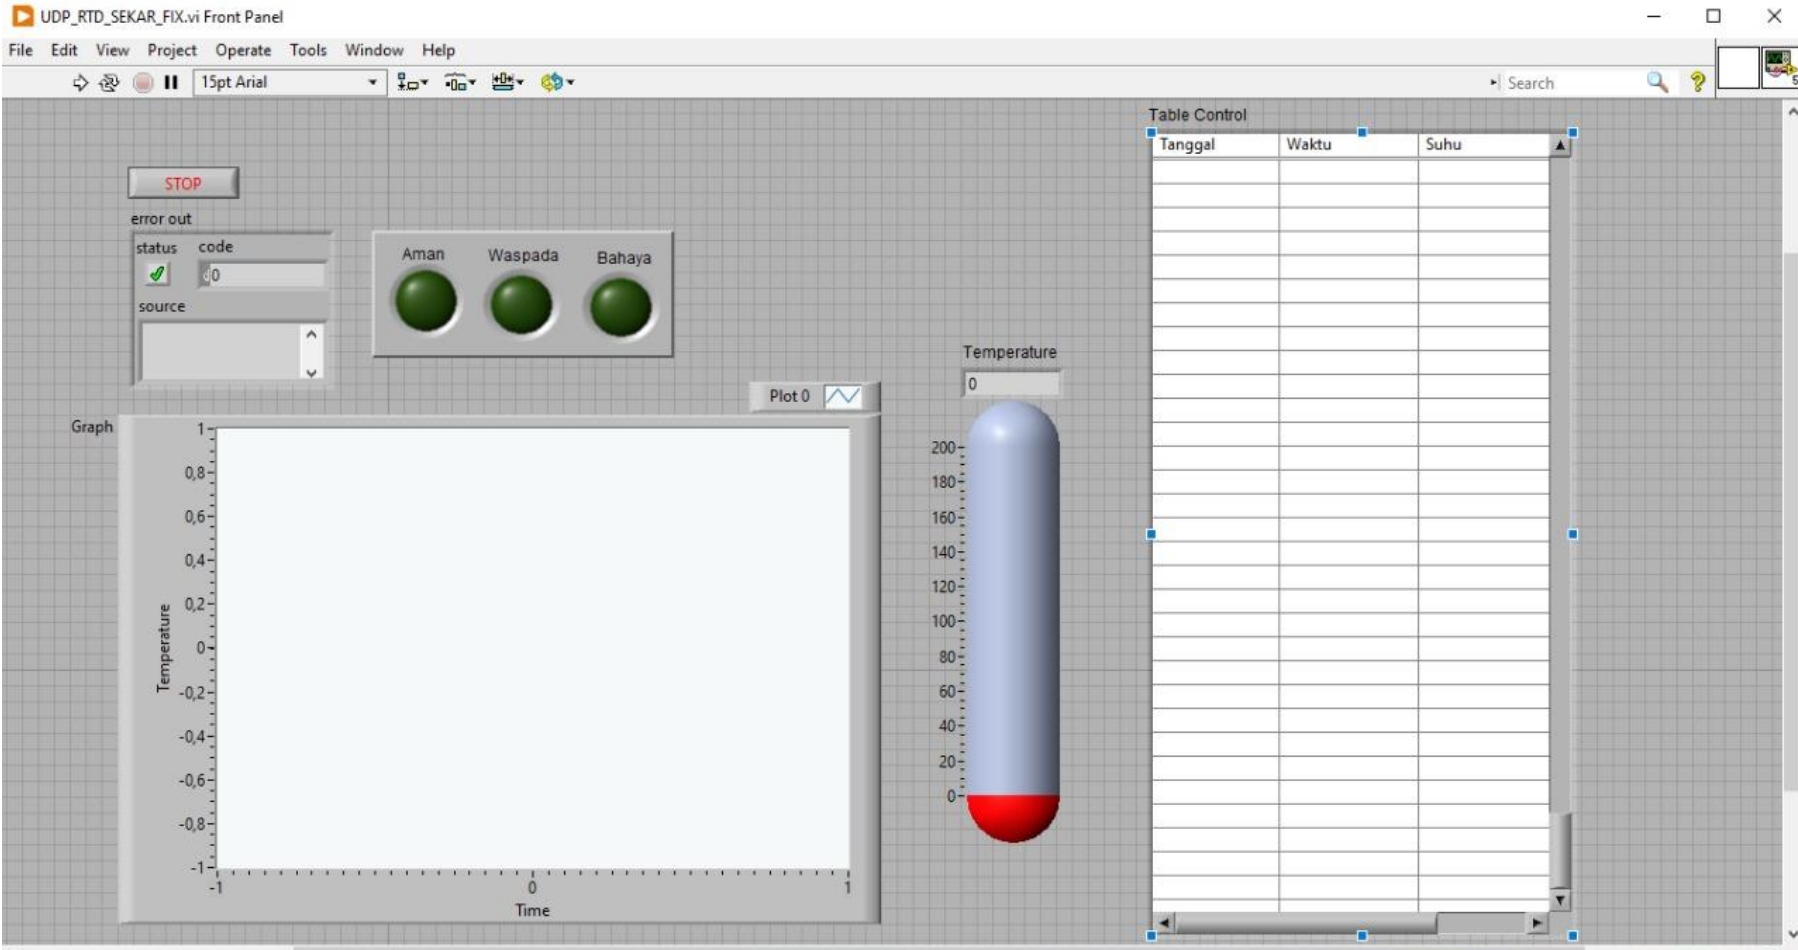 UDP_RTD_SEKAR_FIX.vi Front Panel
File Edit View Project Operate Tools Window Help
15pt Arial
Search
5
Table Control
Tanggal Waktu Suhu
STOP
error out
status code
0
source
Aman Waspada Bahaya
Temperature
0
Plot 0
Graph
1
0,8
0,6
0,4
0,2
0
-0,2
-0,4
-0,6
-0,8
-1
Temperature
-1 0 1
Time
200
180
160
140
120
100
80
60
40
20
0